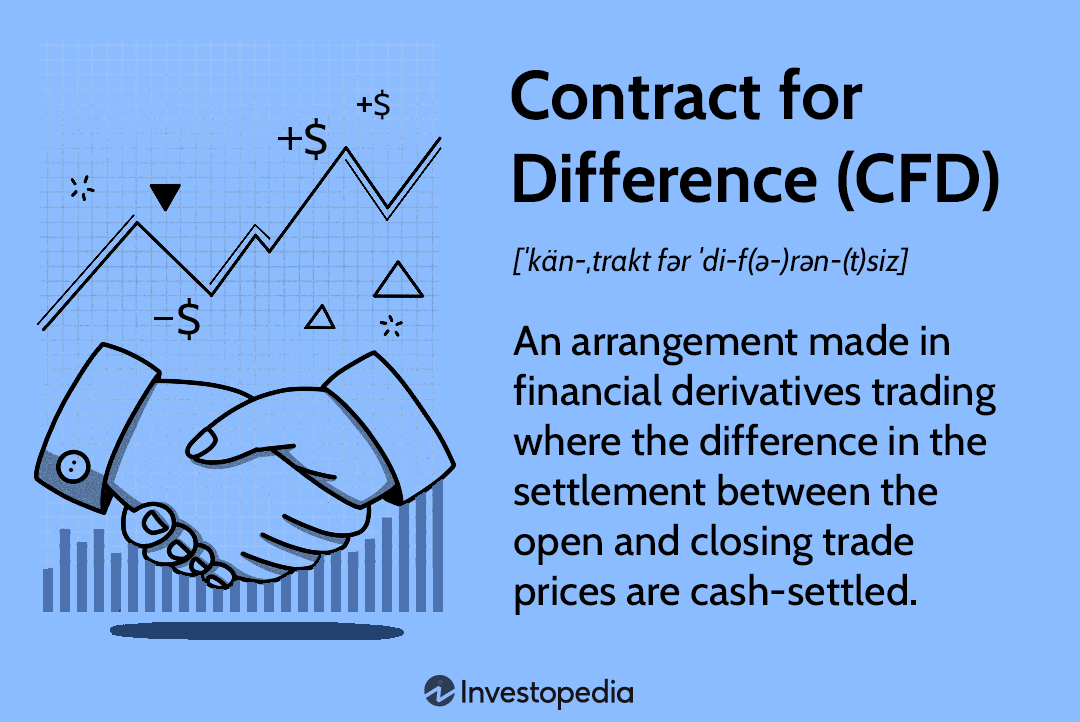 +$
+$
-$
Contract for
Difference (CFD)
[ˈkän-ˌtrakt fər ˈdi-f(ə-)rən-(t)siz]
An arrangement made in
financial derivatives trading
where the difference in the
settlement between the
open and closing trade
prices are cash-settled.
Investopedia